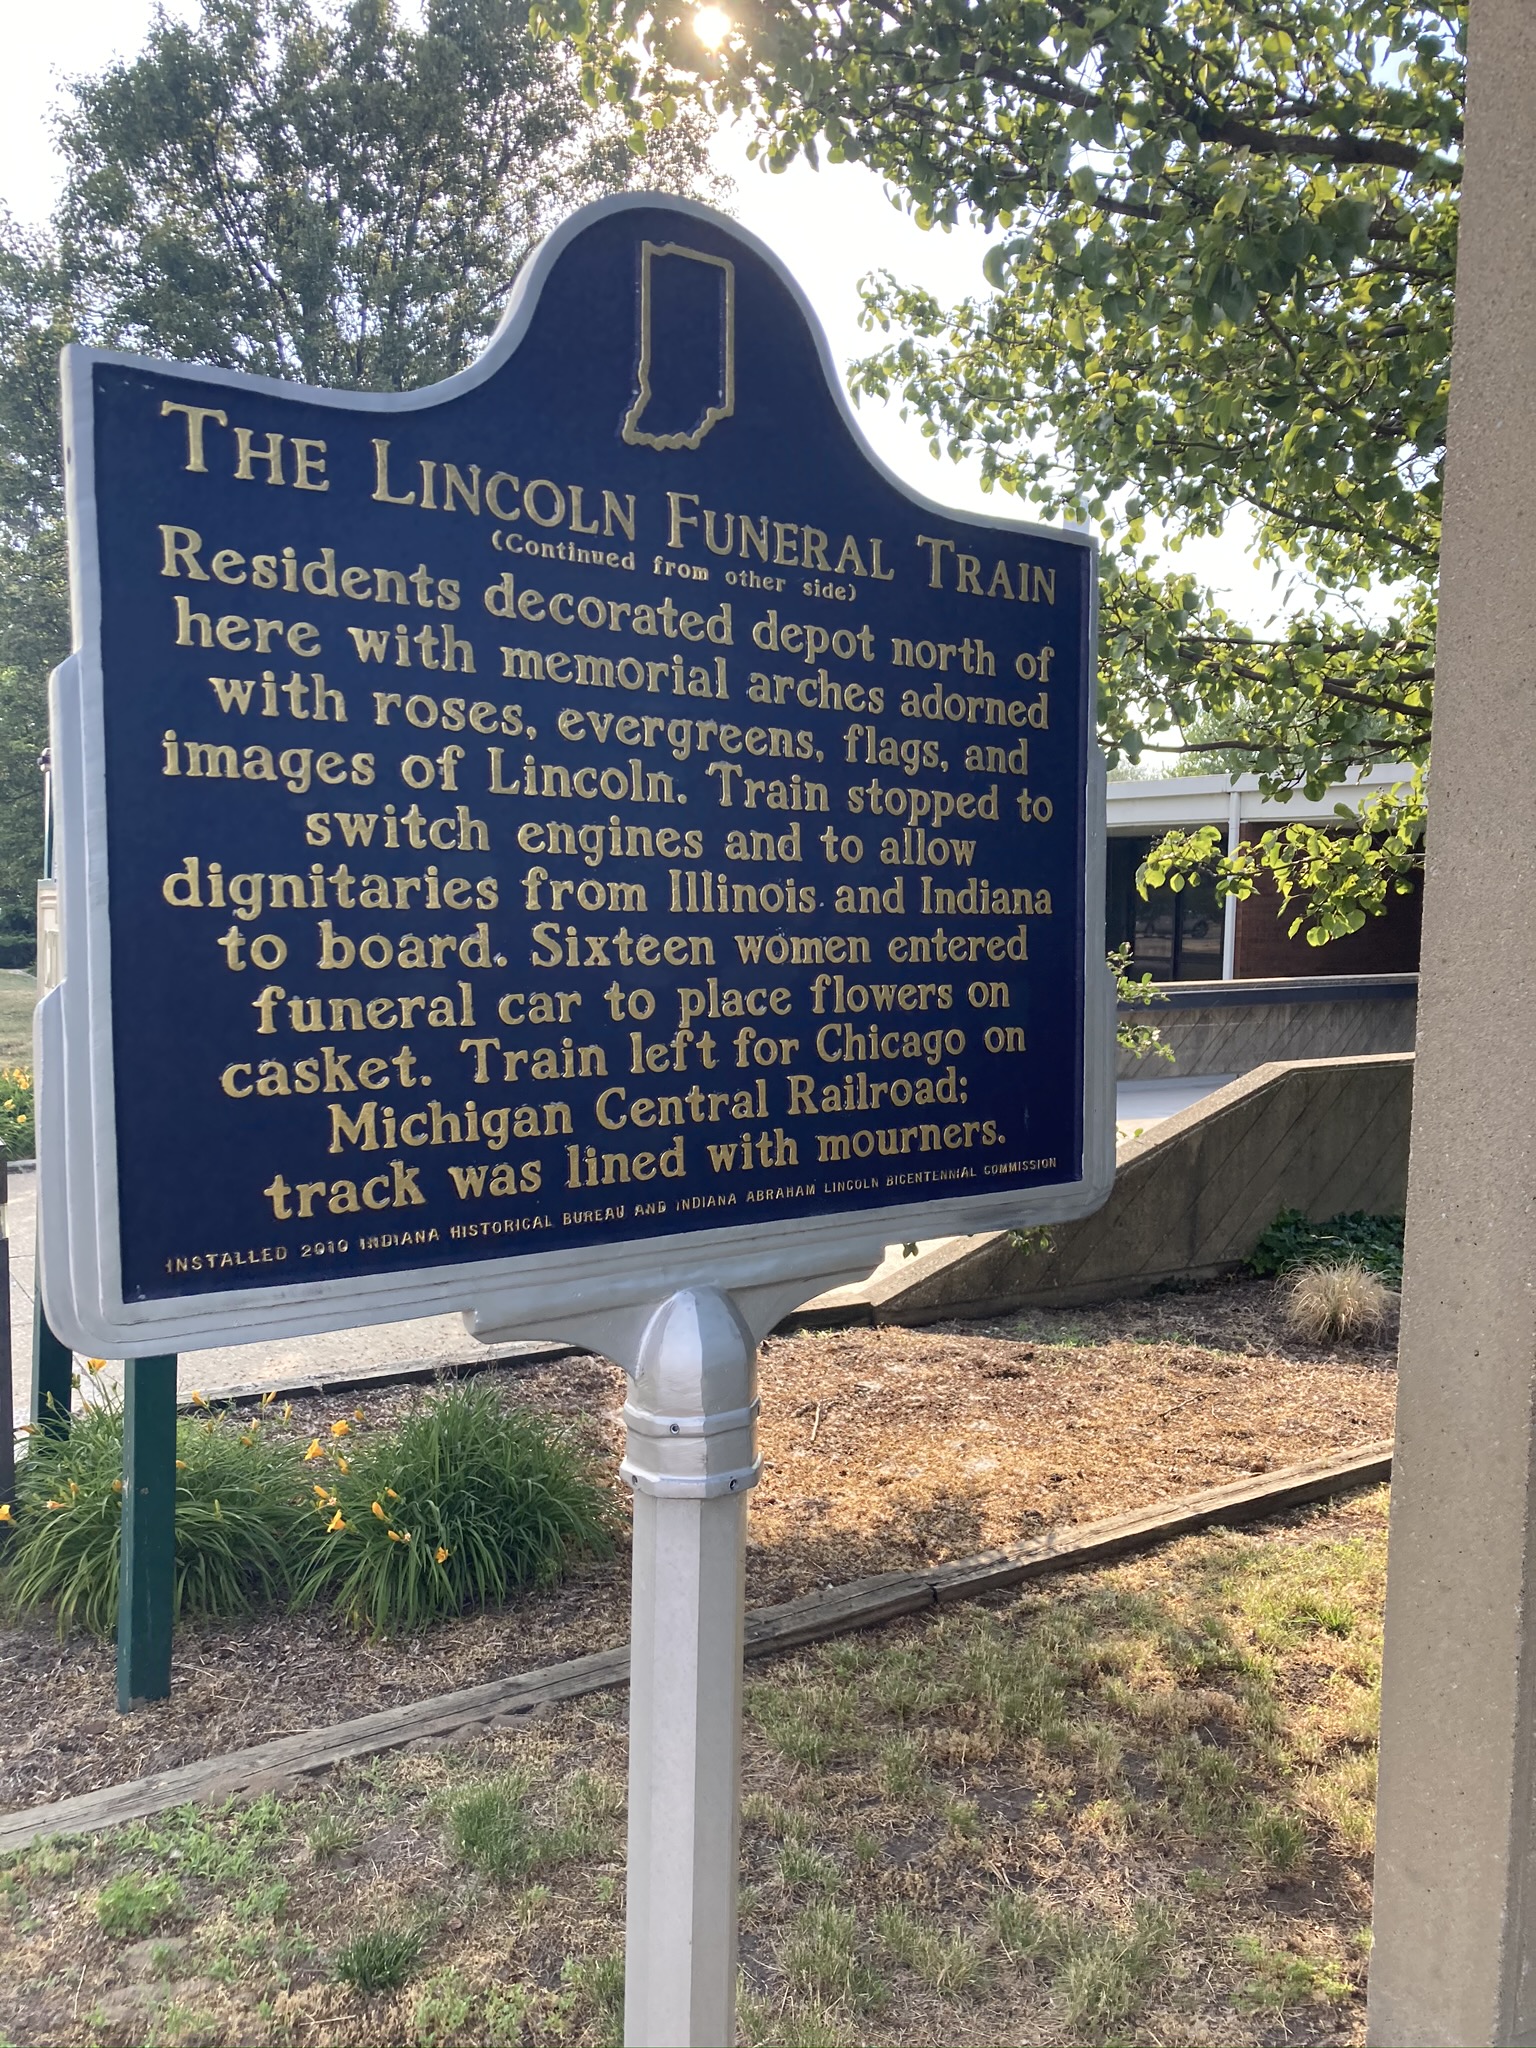 THE LINCOLN FUNERAL TRAIN
(Continued from other side)
Residents decorated depot north of
here with memorial arches adorned
with roses, evergreens, flags, and
images of Lincoln. Train stopped to
switch engines and to allow
dignitaries from Illinois and Indiana
to board. Sixteen women entered
funeral car to place flowers on
casket. Train left for Chicago on
Michigan Central Railroad;
track was lined with mourners.
INSTALLED 2010 INDIANA HISTORICAL BUREAU AND INDIANA ABRAHAM LINCOLN BICENTENNIAL COMMISSION